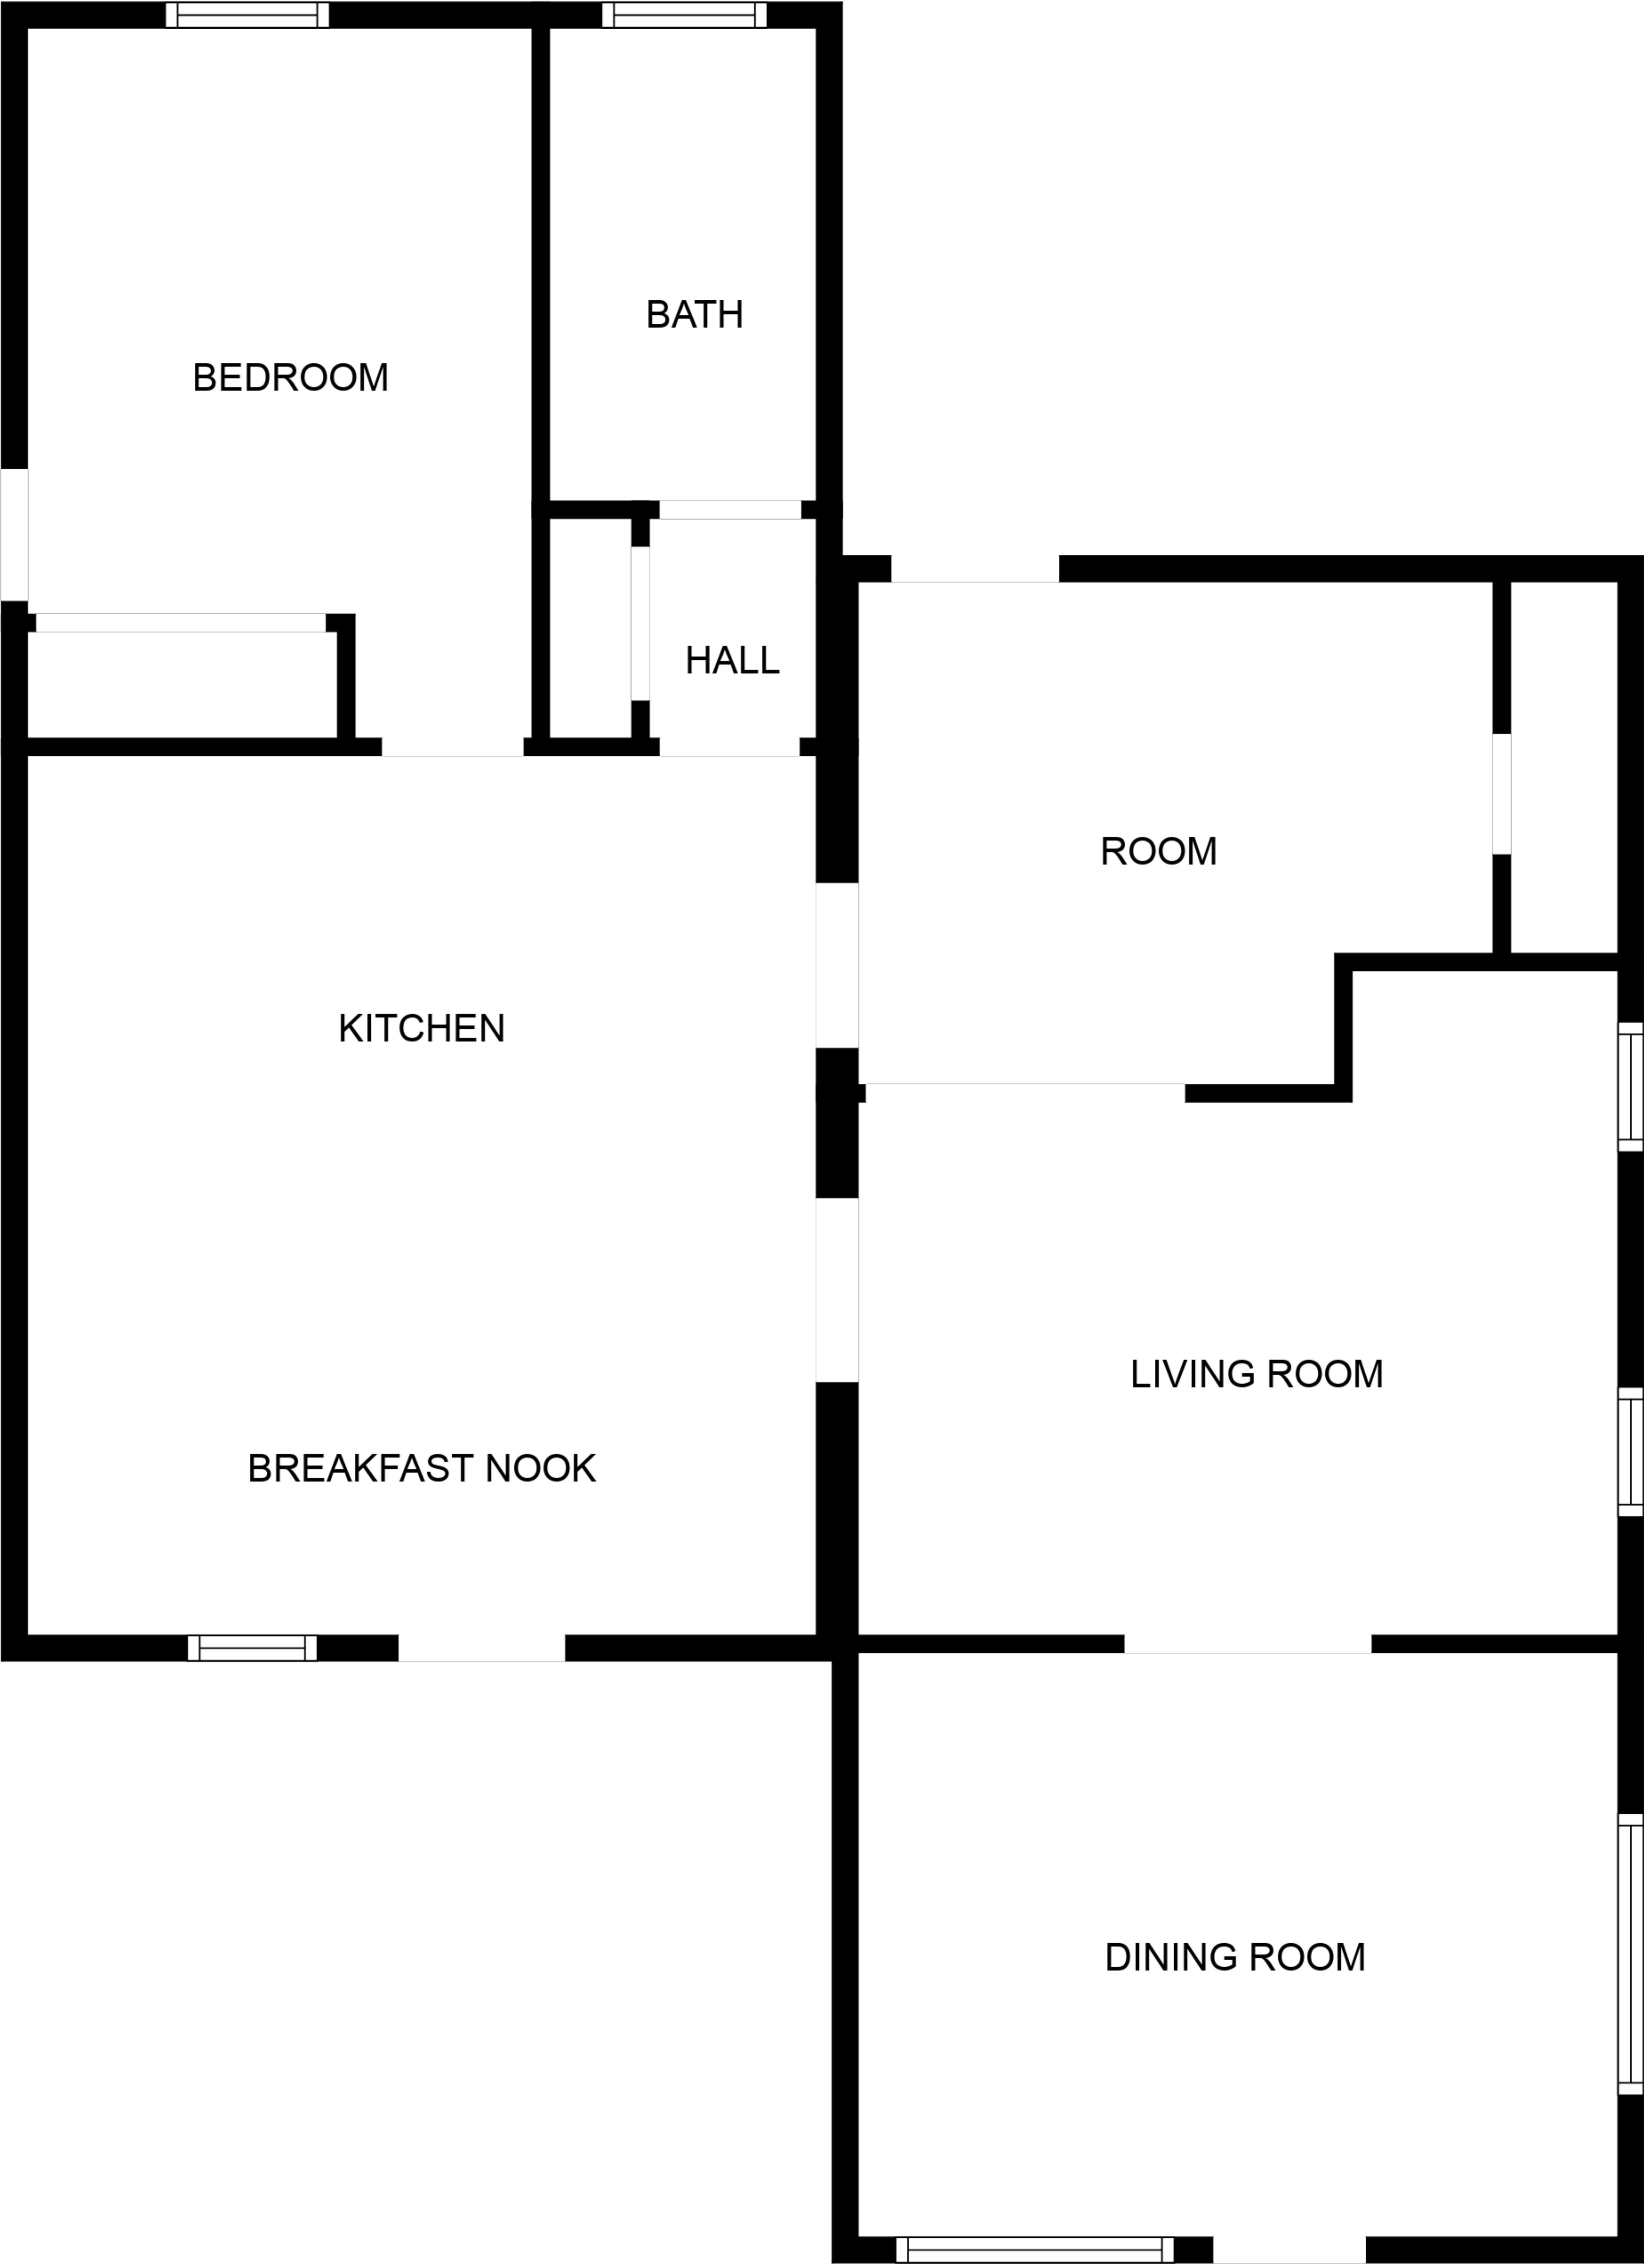 BATH
BEDROOM
HALL
ROOM
KITCHEN
LIVING ROOM
BREAKFAST NOOK
DINING ROOM